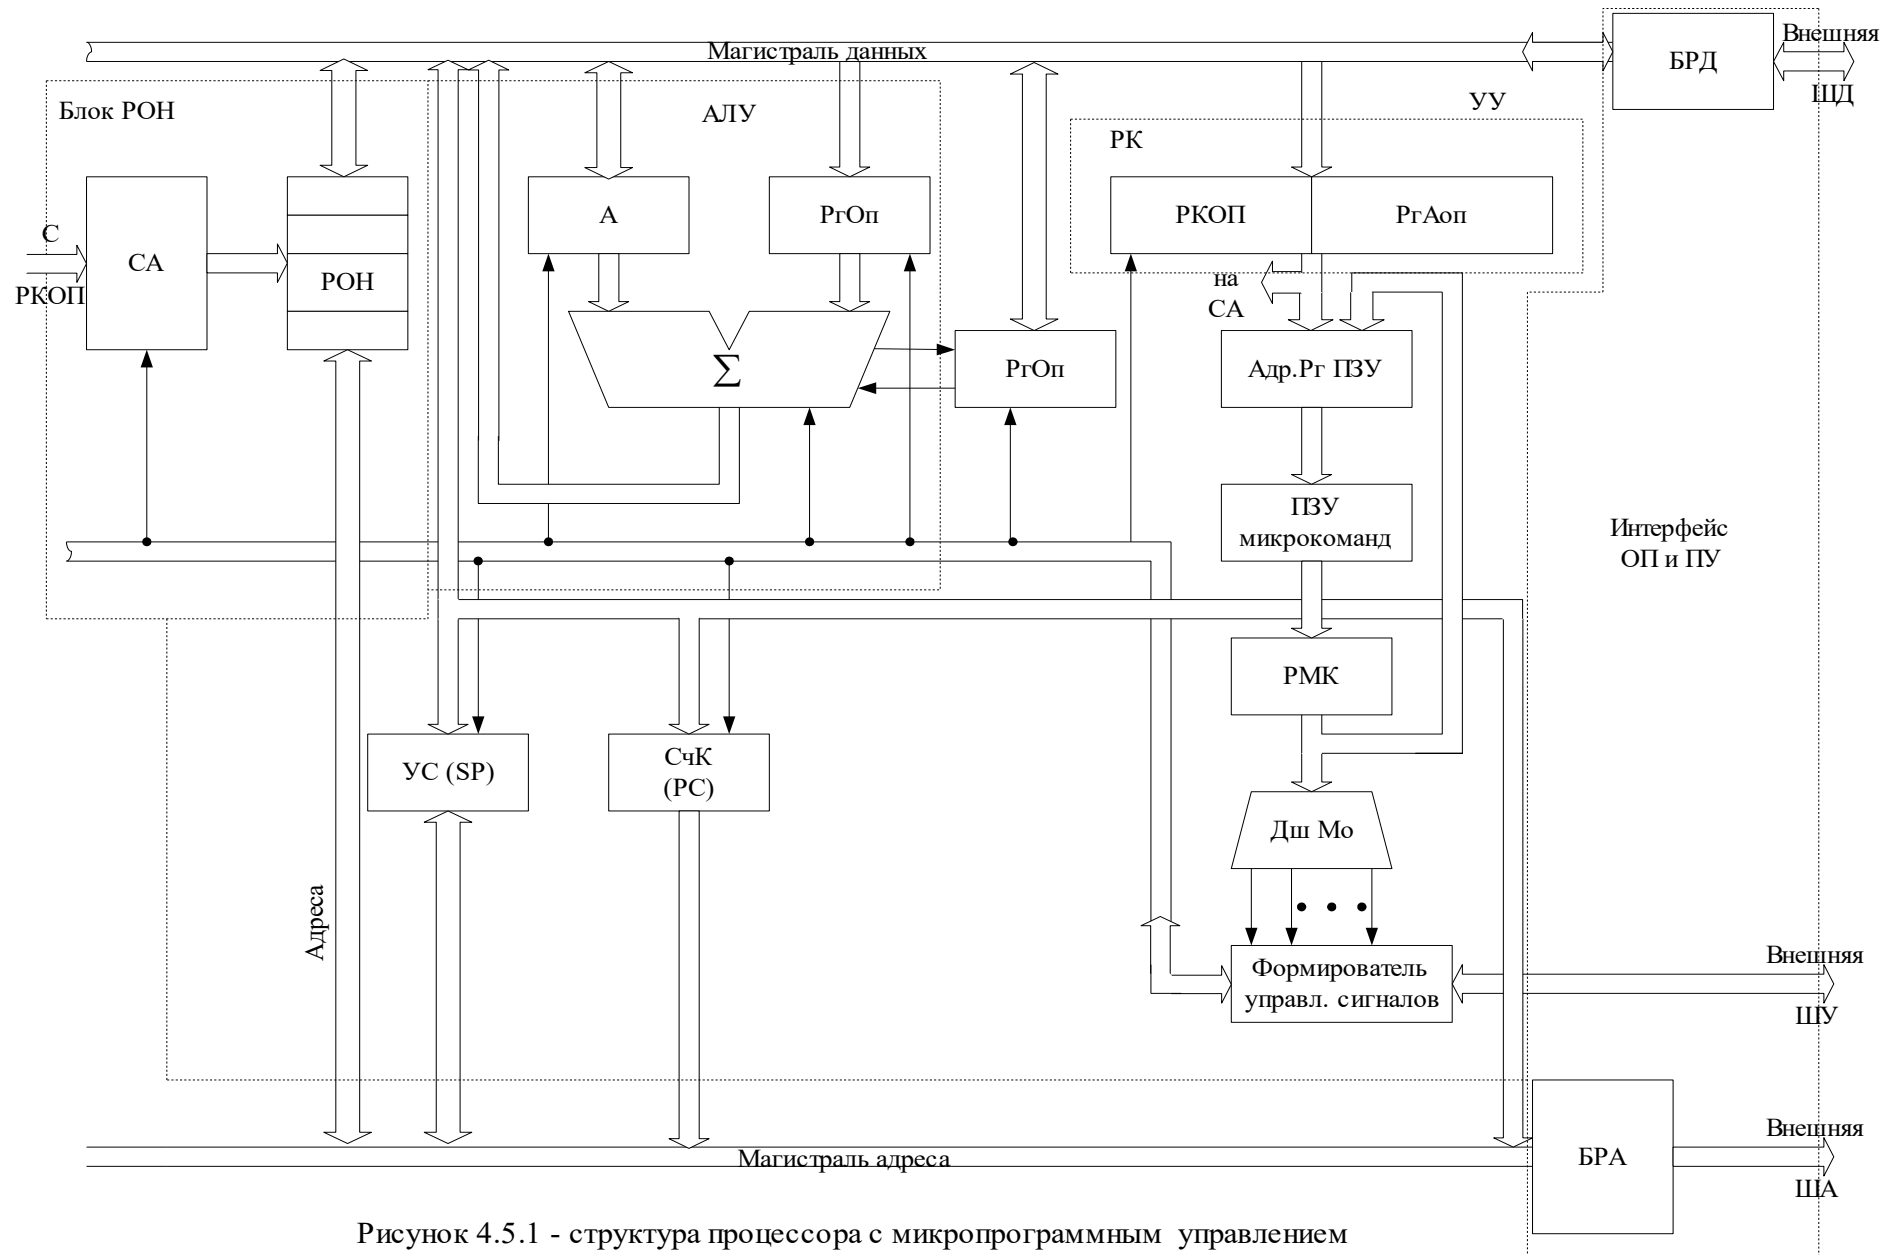 Магистраль данных
БРД
Внешняя
ШД
Блок РОН
АЛУ
УУ
РК
С
РКОП
СА
РОН
А
РгОп
РКОП
РгАоп
на
СА
Σ
РгОп
Адр.Рг ПЗУ
ПЗУ
микрокоманд
Интерфейс
ОП и ПУ
РМК
УС (SP)
СчК
(РС)
Дш Мо
Адреса
Формирователь
управл. сигналов
Внешняя
ШУ
Магистраль адреса
БРА
Внешняя
ША
Рисунок 4.5.1 - структура процессора с микропрограммным управлением